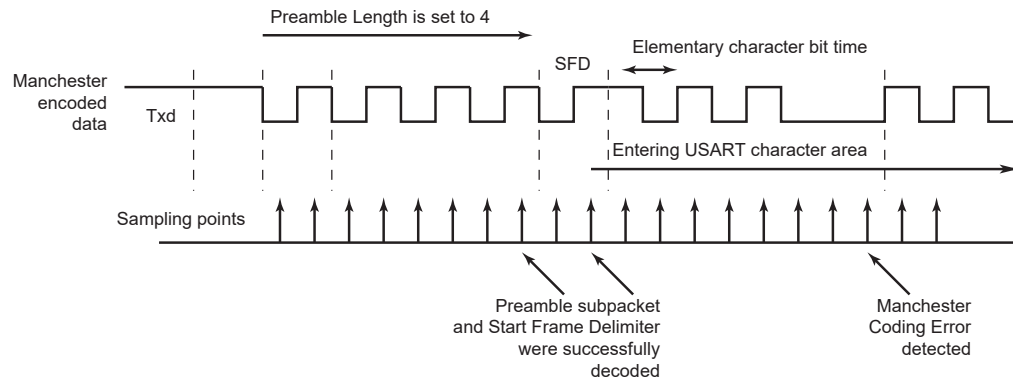 Preamble Length is set to 4
SFD
Elementary character bit time
Manchester
encoded
data
Txd
Entering USART character area
Sampling points
Preamble subpacket
and Start Frame Delimiter
were successfully
decoded
Manchester
Coding Error
detected